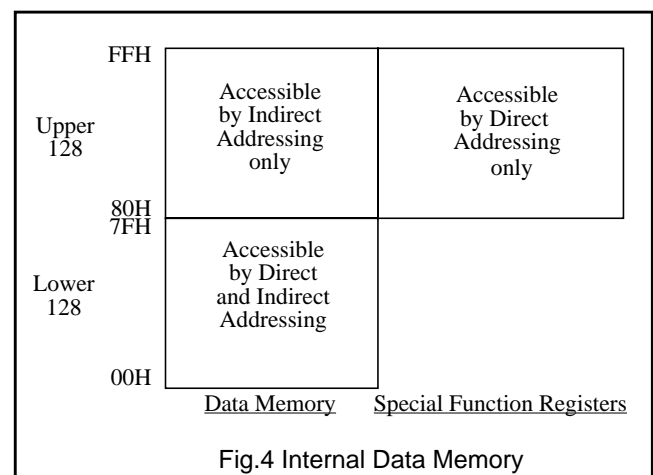 FFH
Upper
128
80H
7FH
Lower
128
00H
Accessible
by Indirect
Addressing
only
Accessible
by Direct
Addressing
only
Accessible
by Direct
and Indirect
Addressing
Data Memory
Special Function Registers
Fig.4 Internal Data Memory